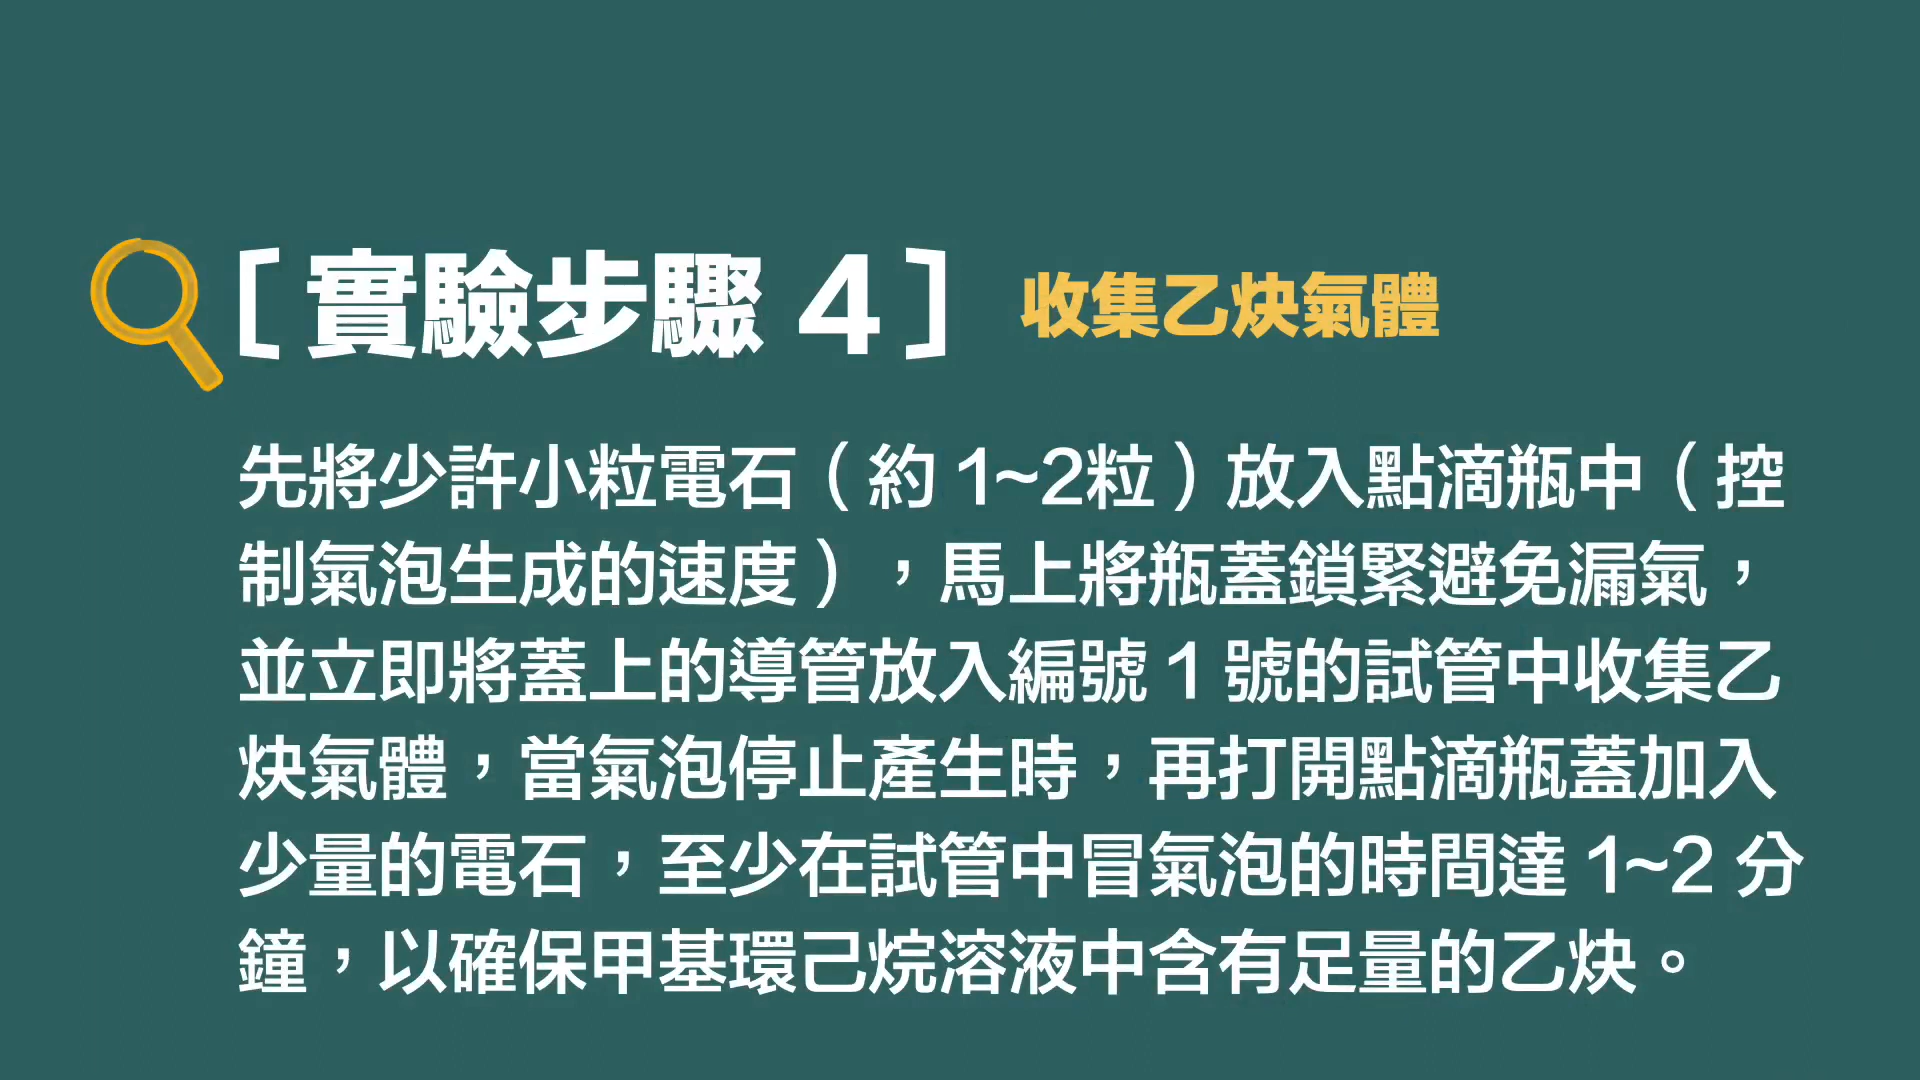 [ 實驗步驟 4 ] 收集乙炔氣體
先將少許小粒電石（約 1~2粒）放入點滴瓶中（控
制氣泡生成的速度），馬上將瓶蓋鎖緊避免漏氣，
並立即將蓋上的導管放入編號 1 號的試管中收集乙
炔氣體，當氣泡停止產生時，再打開點滴瓶蓋加入
少量的電石，至少在試管中冒氣泡的時間達 1~2 分
鐘，以確保甲基環己烷溶液中含有足量的乙炔。